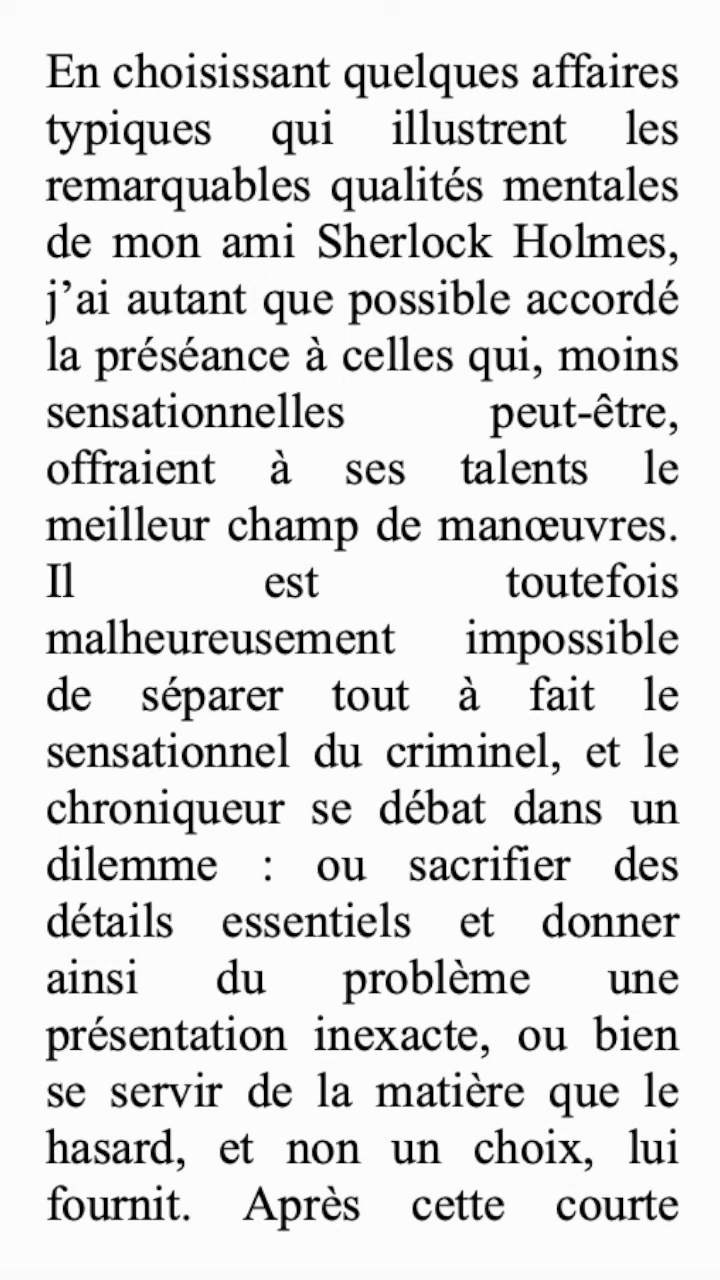 En choisissant quelques affaires
typiques qui illustrent les
remarquables qualités mentales
de mon ami Sherlock Holmes,
j’ai autant que possible accordé
la préséance à celles qui, moins
sensationnelles peut-être,
offraient à ses talents le
meilleur champ de manœuvres.
Il est toutefois
malheureusement impossible
de séparer tout à fait le
sensationnel du criminel, et le
chroniqueur se débat dans un
dilemme : ou sacrifier des
détails essentiels et donner
ainsi du problème une
présentation inexacte, ou bien
se servir de la matière que le
hasard, et non un choix, lui
fournit. Après cette courte